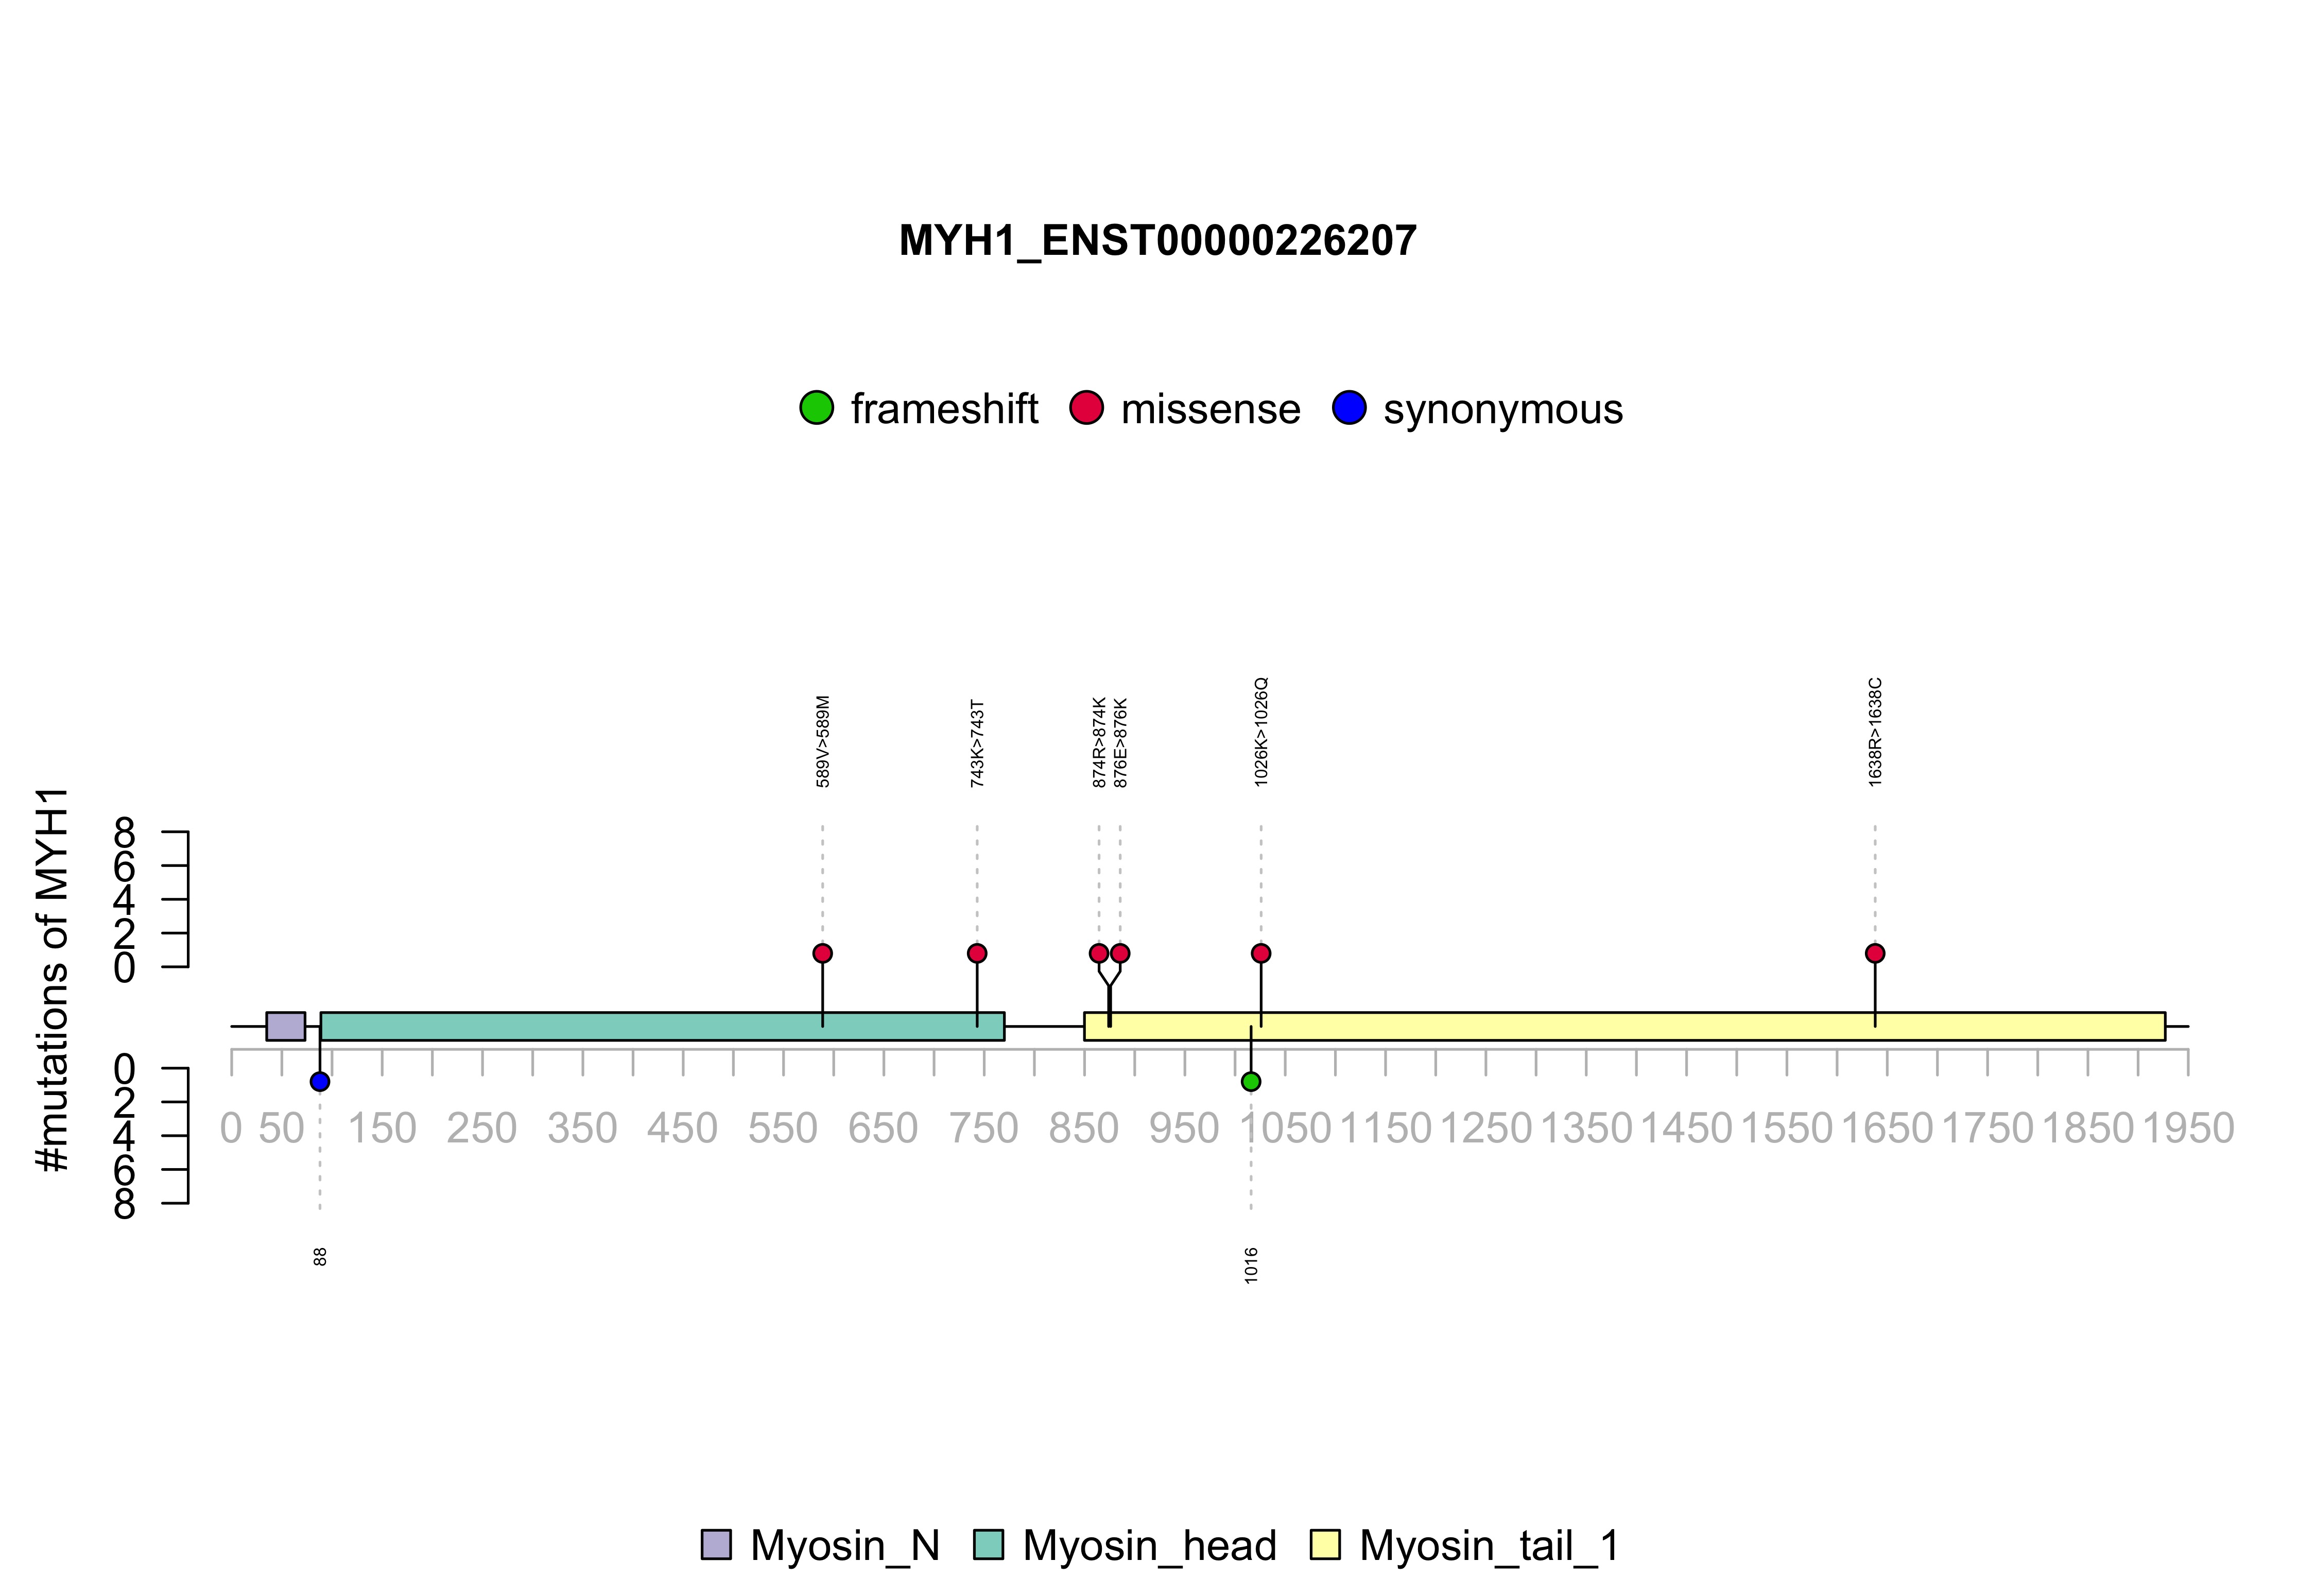 MYH1_ENST00000226207
frameshift missense synonymous
589V>589M
743K>743T
874R>874K
876E>876K
1026K>1026Q
1638R>1638C
#mutations of MYH1
8
6
4
2
0
0
2
4
6
8
0 50 150 250 350 450 550 650 750 850 950 1050 1150 1250 1350 1450 1550 1650 1750 1850 1950
88
1016
Myosin_N Myosin_head Myosin_tail_1